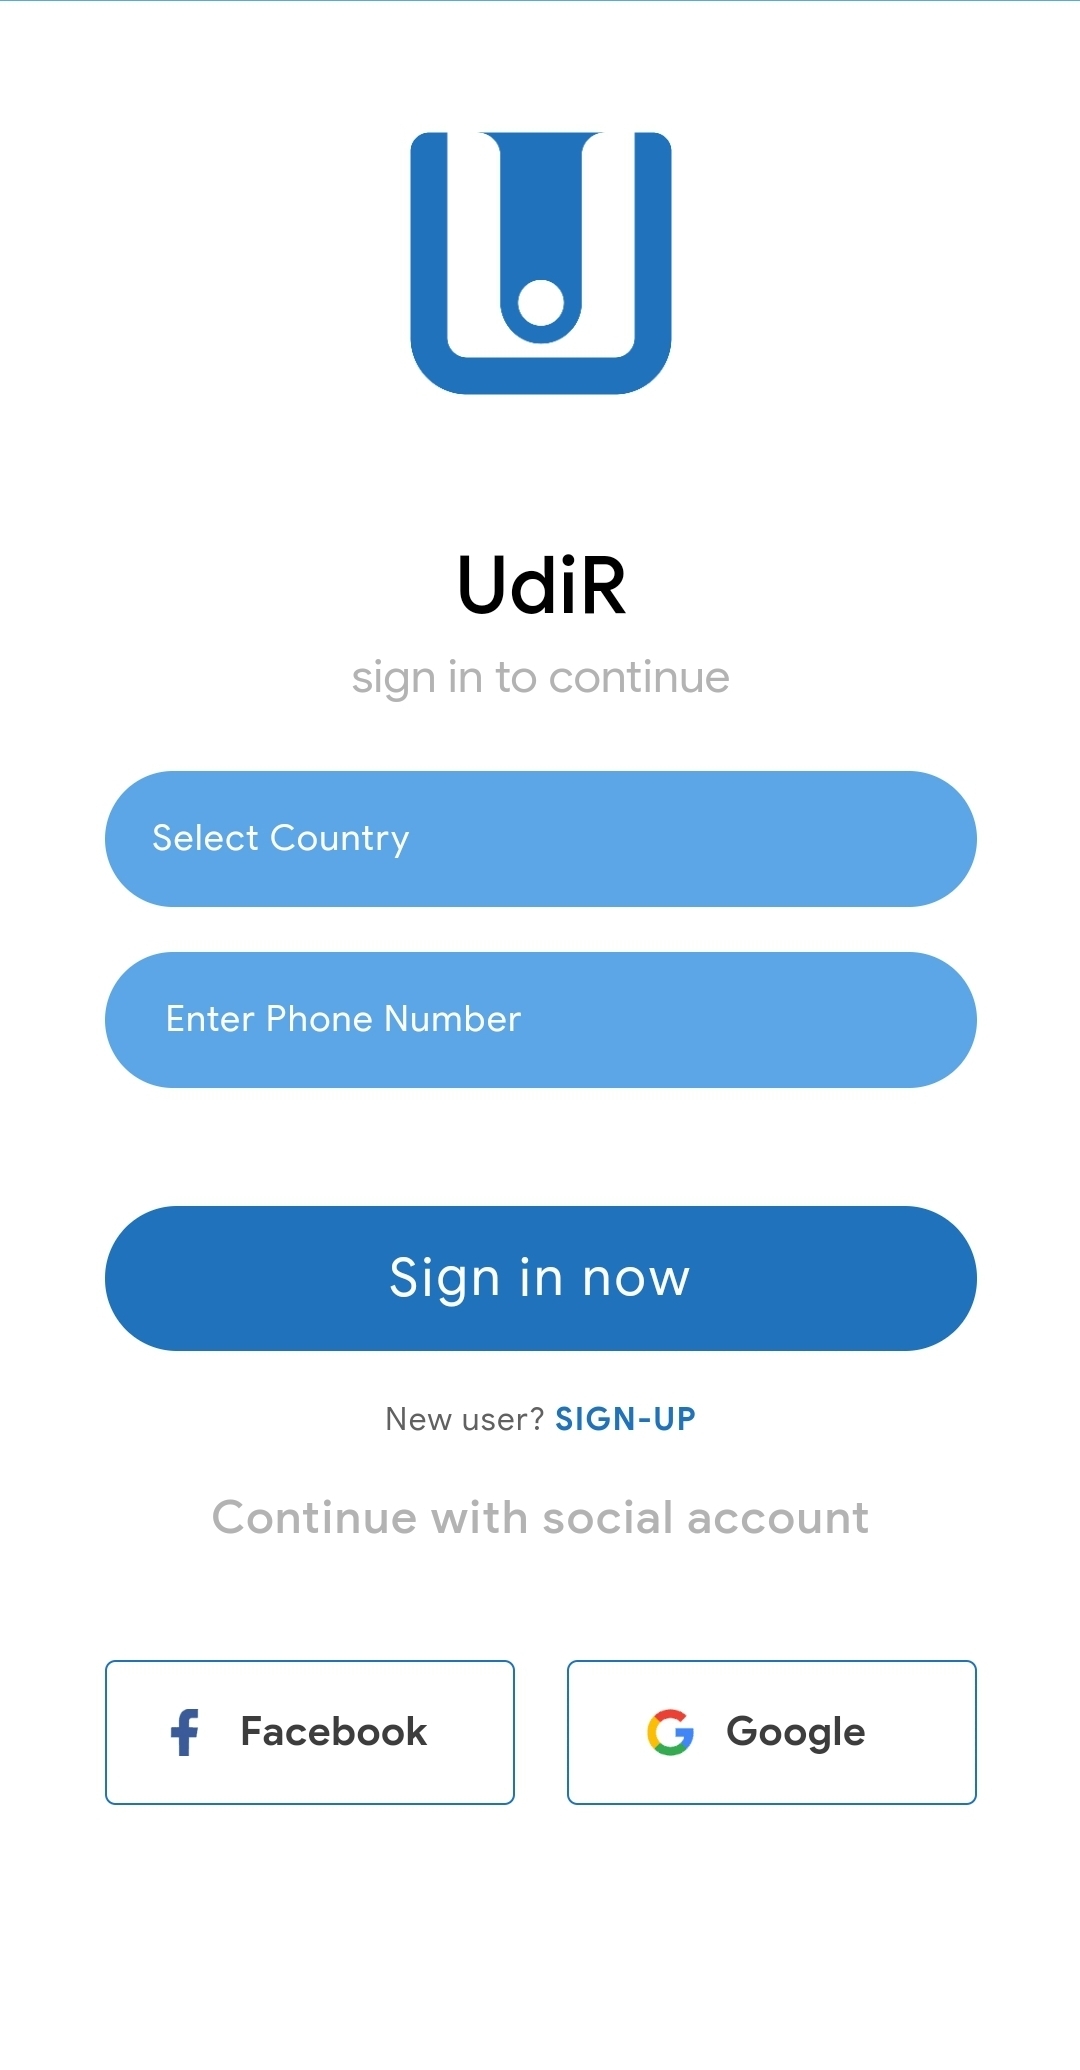 UdiR
sign in to continue
Select Country
Enter Phone Number
Sign in now
New user? SIGN-UP
Continue with social account
Facebook
Google